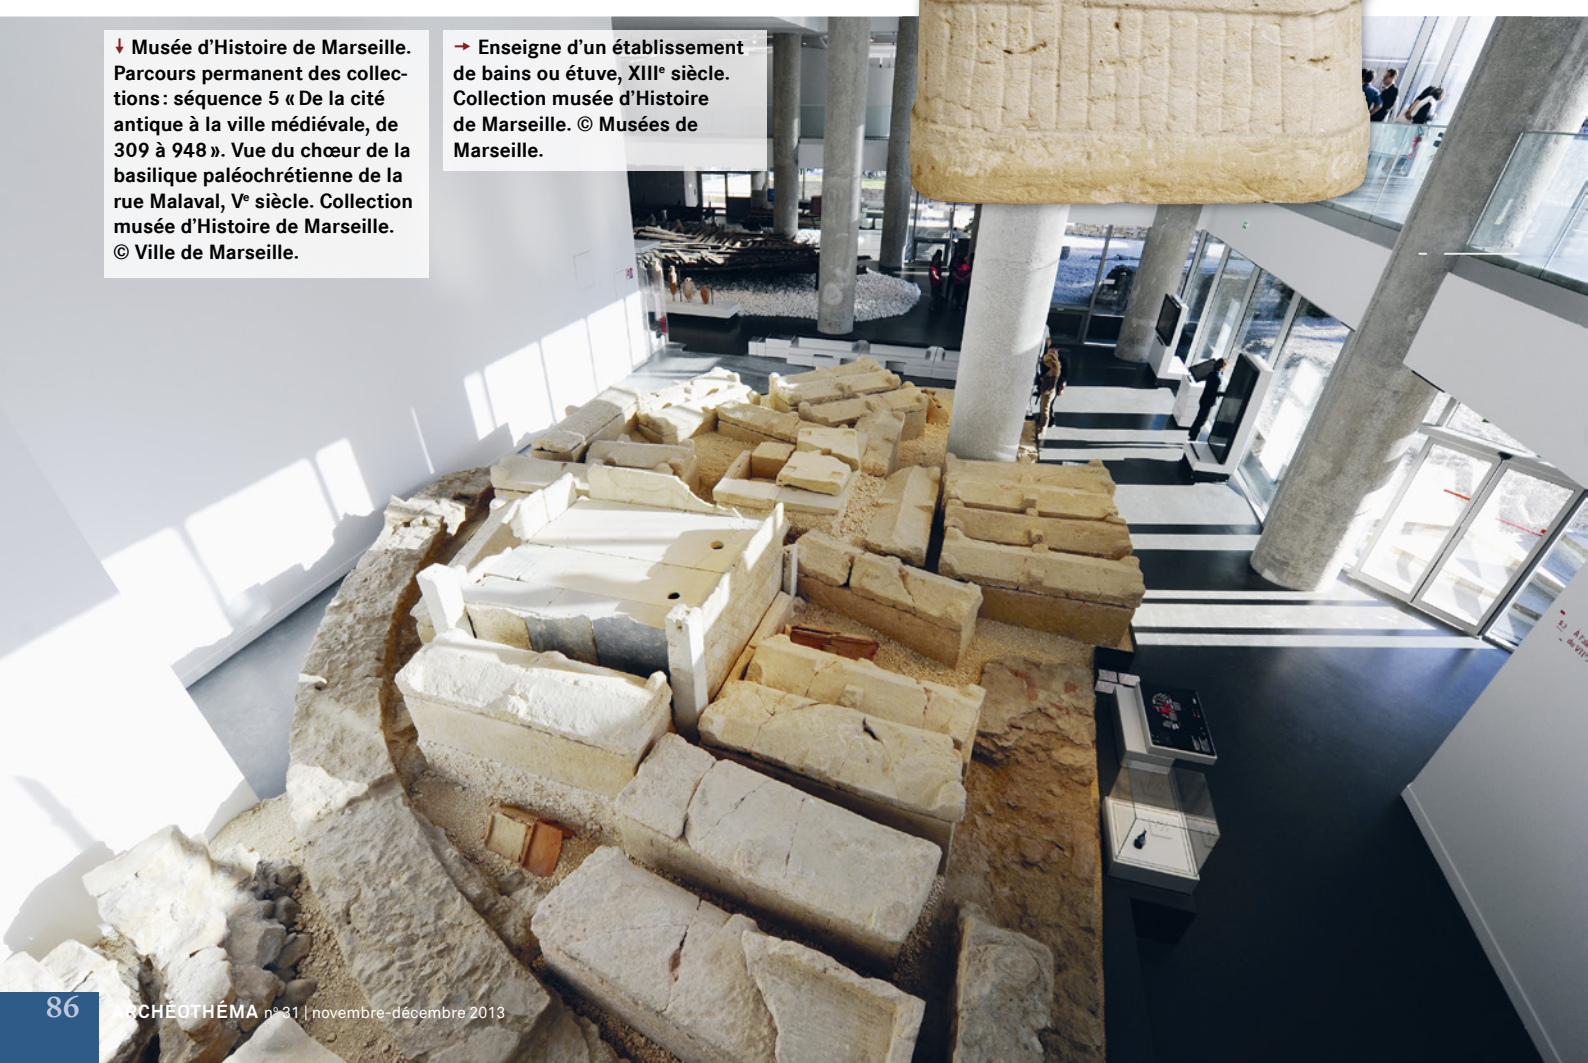 ↓ Musée d’Histoire de Marseille.
Parcours permanent des collec-
tions : séquence 5 « De la cité
antique à la ville médiévale, de
309 à 948 ». Vue du chœur de la
basilique paléochrétienne de la
rue Malaval, Vᵉ siècle. Collection
musée d’Histoire de Marseille.
© Ville de Marseille.
→ Enseigne d’un établissement
de bains ou étuve, XIIIᵉ siècle.
Collection musée d’Histoire
de Marseille. © Musées de
Marseille.
86
ARCHÉOTHÉMA n° 31 | novembre-décembre 2013